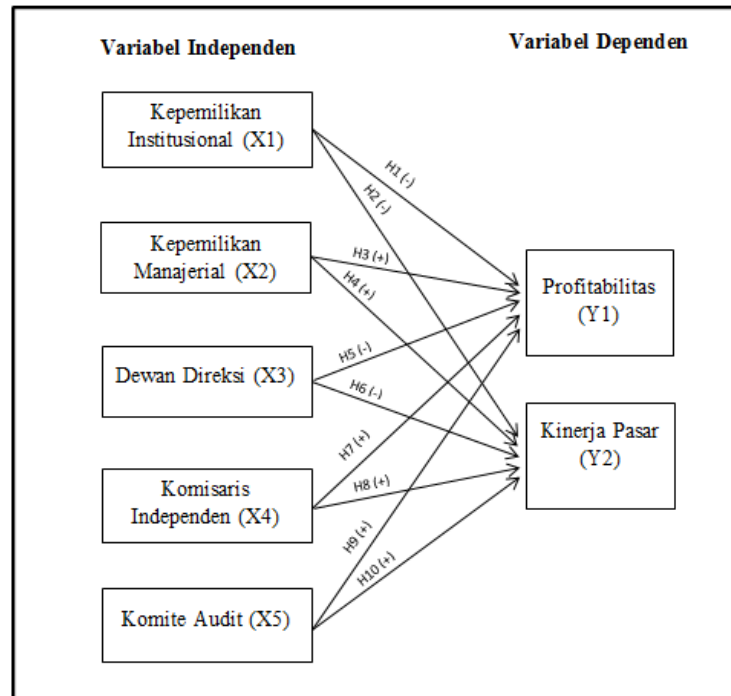 Variabel Independen
Variabel Dependen
Kepemilikan
Institusional (X1)
H1 (-)
H2 (-)
Kepemilikan
Manajerial (X2)
H3 (+)
H4 (+)
Profitabilitas
(Y1)
Dewan Direksi (X3)
H5 (-)
H6 (-)
Kinerja Pasar
(Y2)
Komisaris
Independen (X4)
H7 (+)
H8 (+)
Komite Audit (X5)
H9 (+)
H10 (+)